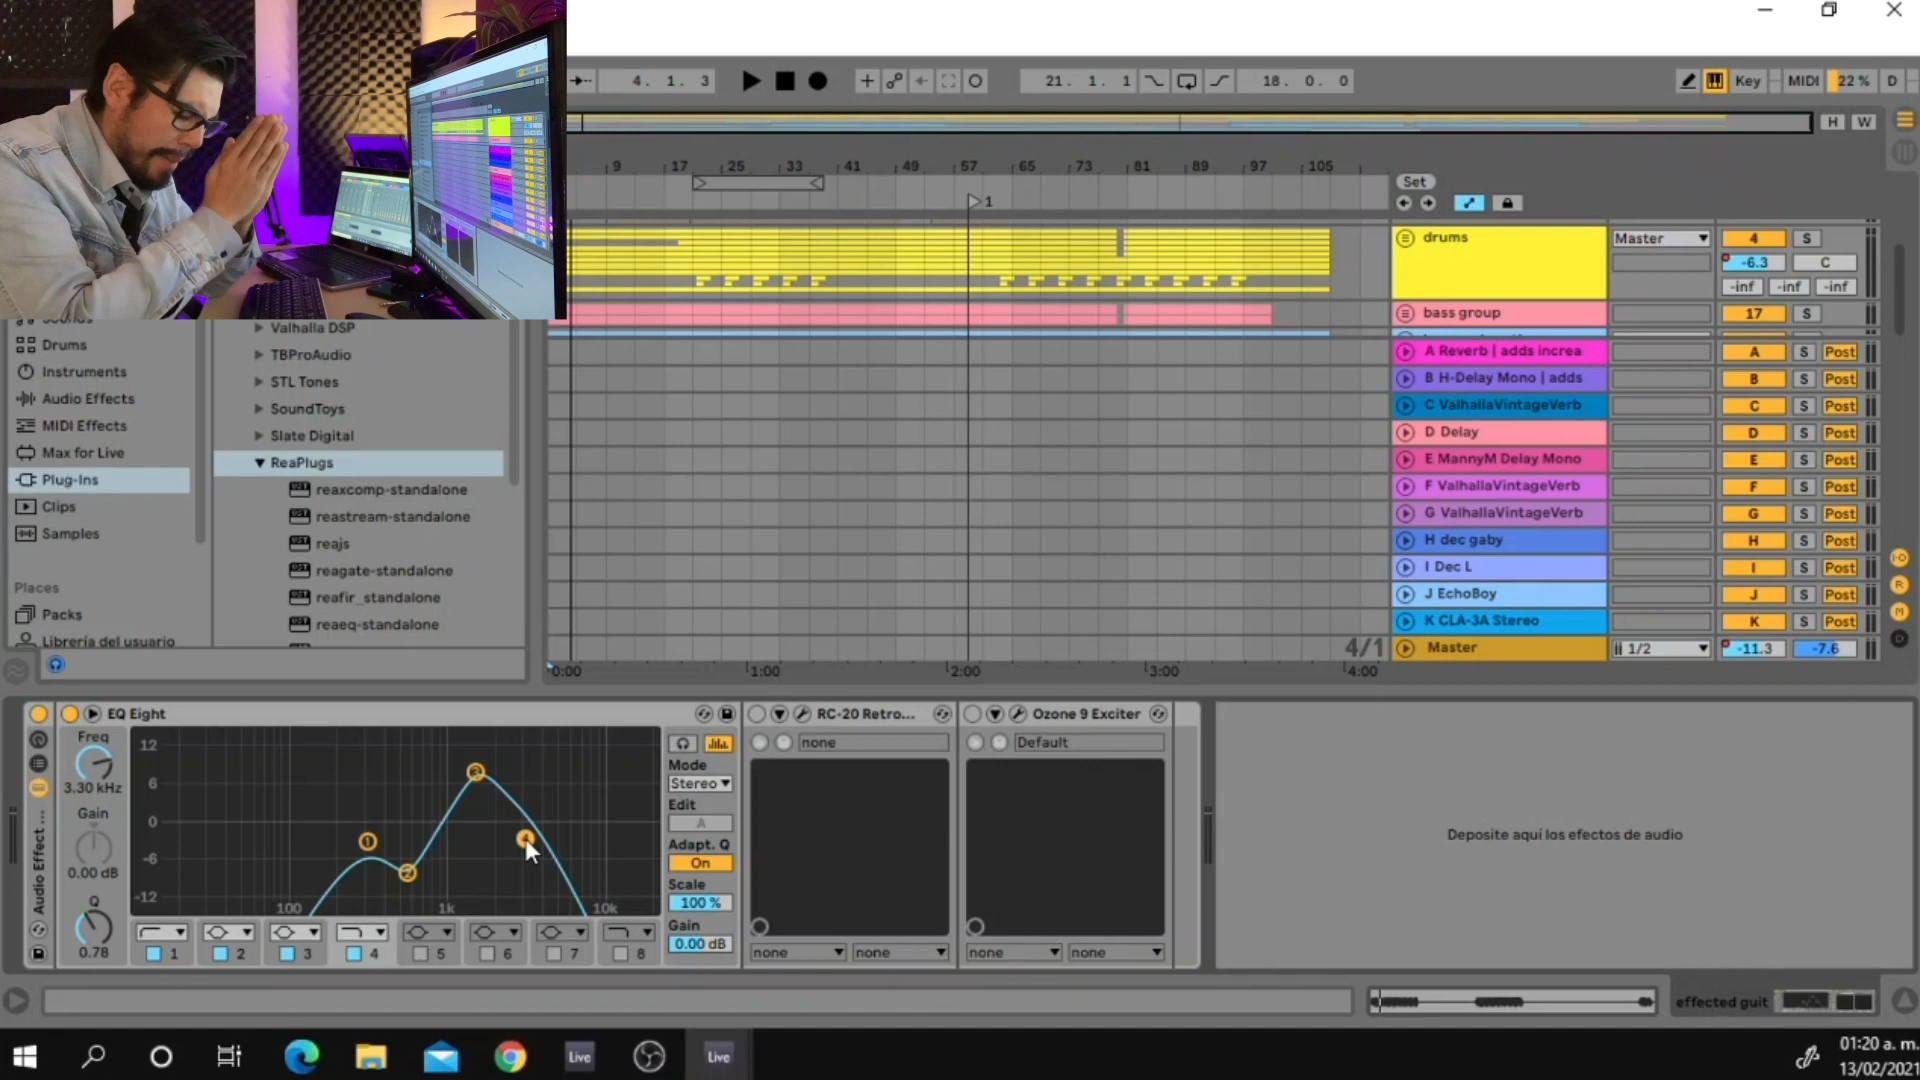 4. 1. 3
21. 1. 1
18. 0. 0
Key
MIDI
22 %
D
H W
9 17 25 33 41 49 57 65 73 81 89 97 105
Set
1
drums
Master
4
S
-6.3
C
-inf -inf -inf
bass group
17
S
A Reverb | adds increa
A S Post
B H-Delay Mono | adds
B S Post
C ValhallaVintageVerb
C S Post
D Delay
D S Post
E MannyM Delay Mono
E S Post
F ValhallaVintageVerb
F S Post
G ValhallaVintageVerb
G S Post
H dec gaby
H S Post
I Dec L
I S Post
J EchoBoy
J S Post
K CLA-3A Stereo
K S Post
4/1
Master
1/2
-11.3
-7.6
0:00 1:00 2:00 3:00 4:00
Sounds
Drums
Instruments
Audio Effects
MIDI Effects
Max for Live
Plug-Ins
Clips
Samples
Places
Packs
Librería del usuario
Valhalla DSP
TBProAudio
STL Tones
SoundToys
Slate Digital
ReaPlugs
reaxcomp-standalone
reastream-standalone
reajs
reagate-standalone
reafir_standalone
reaeq-standalone
Audio Effect ...
EQ Eight
Freq
3.30 kHz
Gain
0.00 dB
Q
0.78
12
6
0
-6
-12
100 1k 10k
1 2 3 4
1 2 3 4 5 6 7 8
Mode
Stereo
Edit
A
Adapt. Q
On
Scale
100 %
Gain
0.00 dB
RC-20 Retro...
none
none none
Ozone 9 Exciter
Default
none none
Deposite aquí los efectos de audio
effected guit
Live
Live
01:20 a. m.
13/02/2021